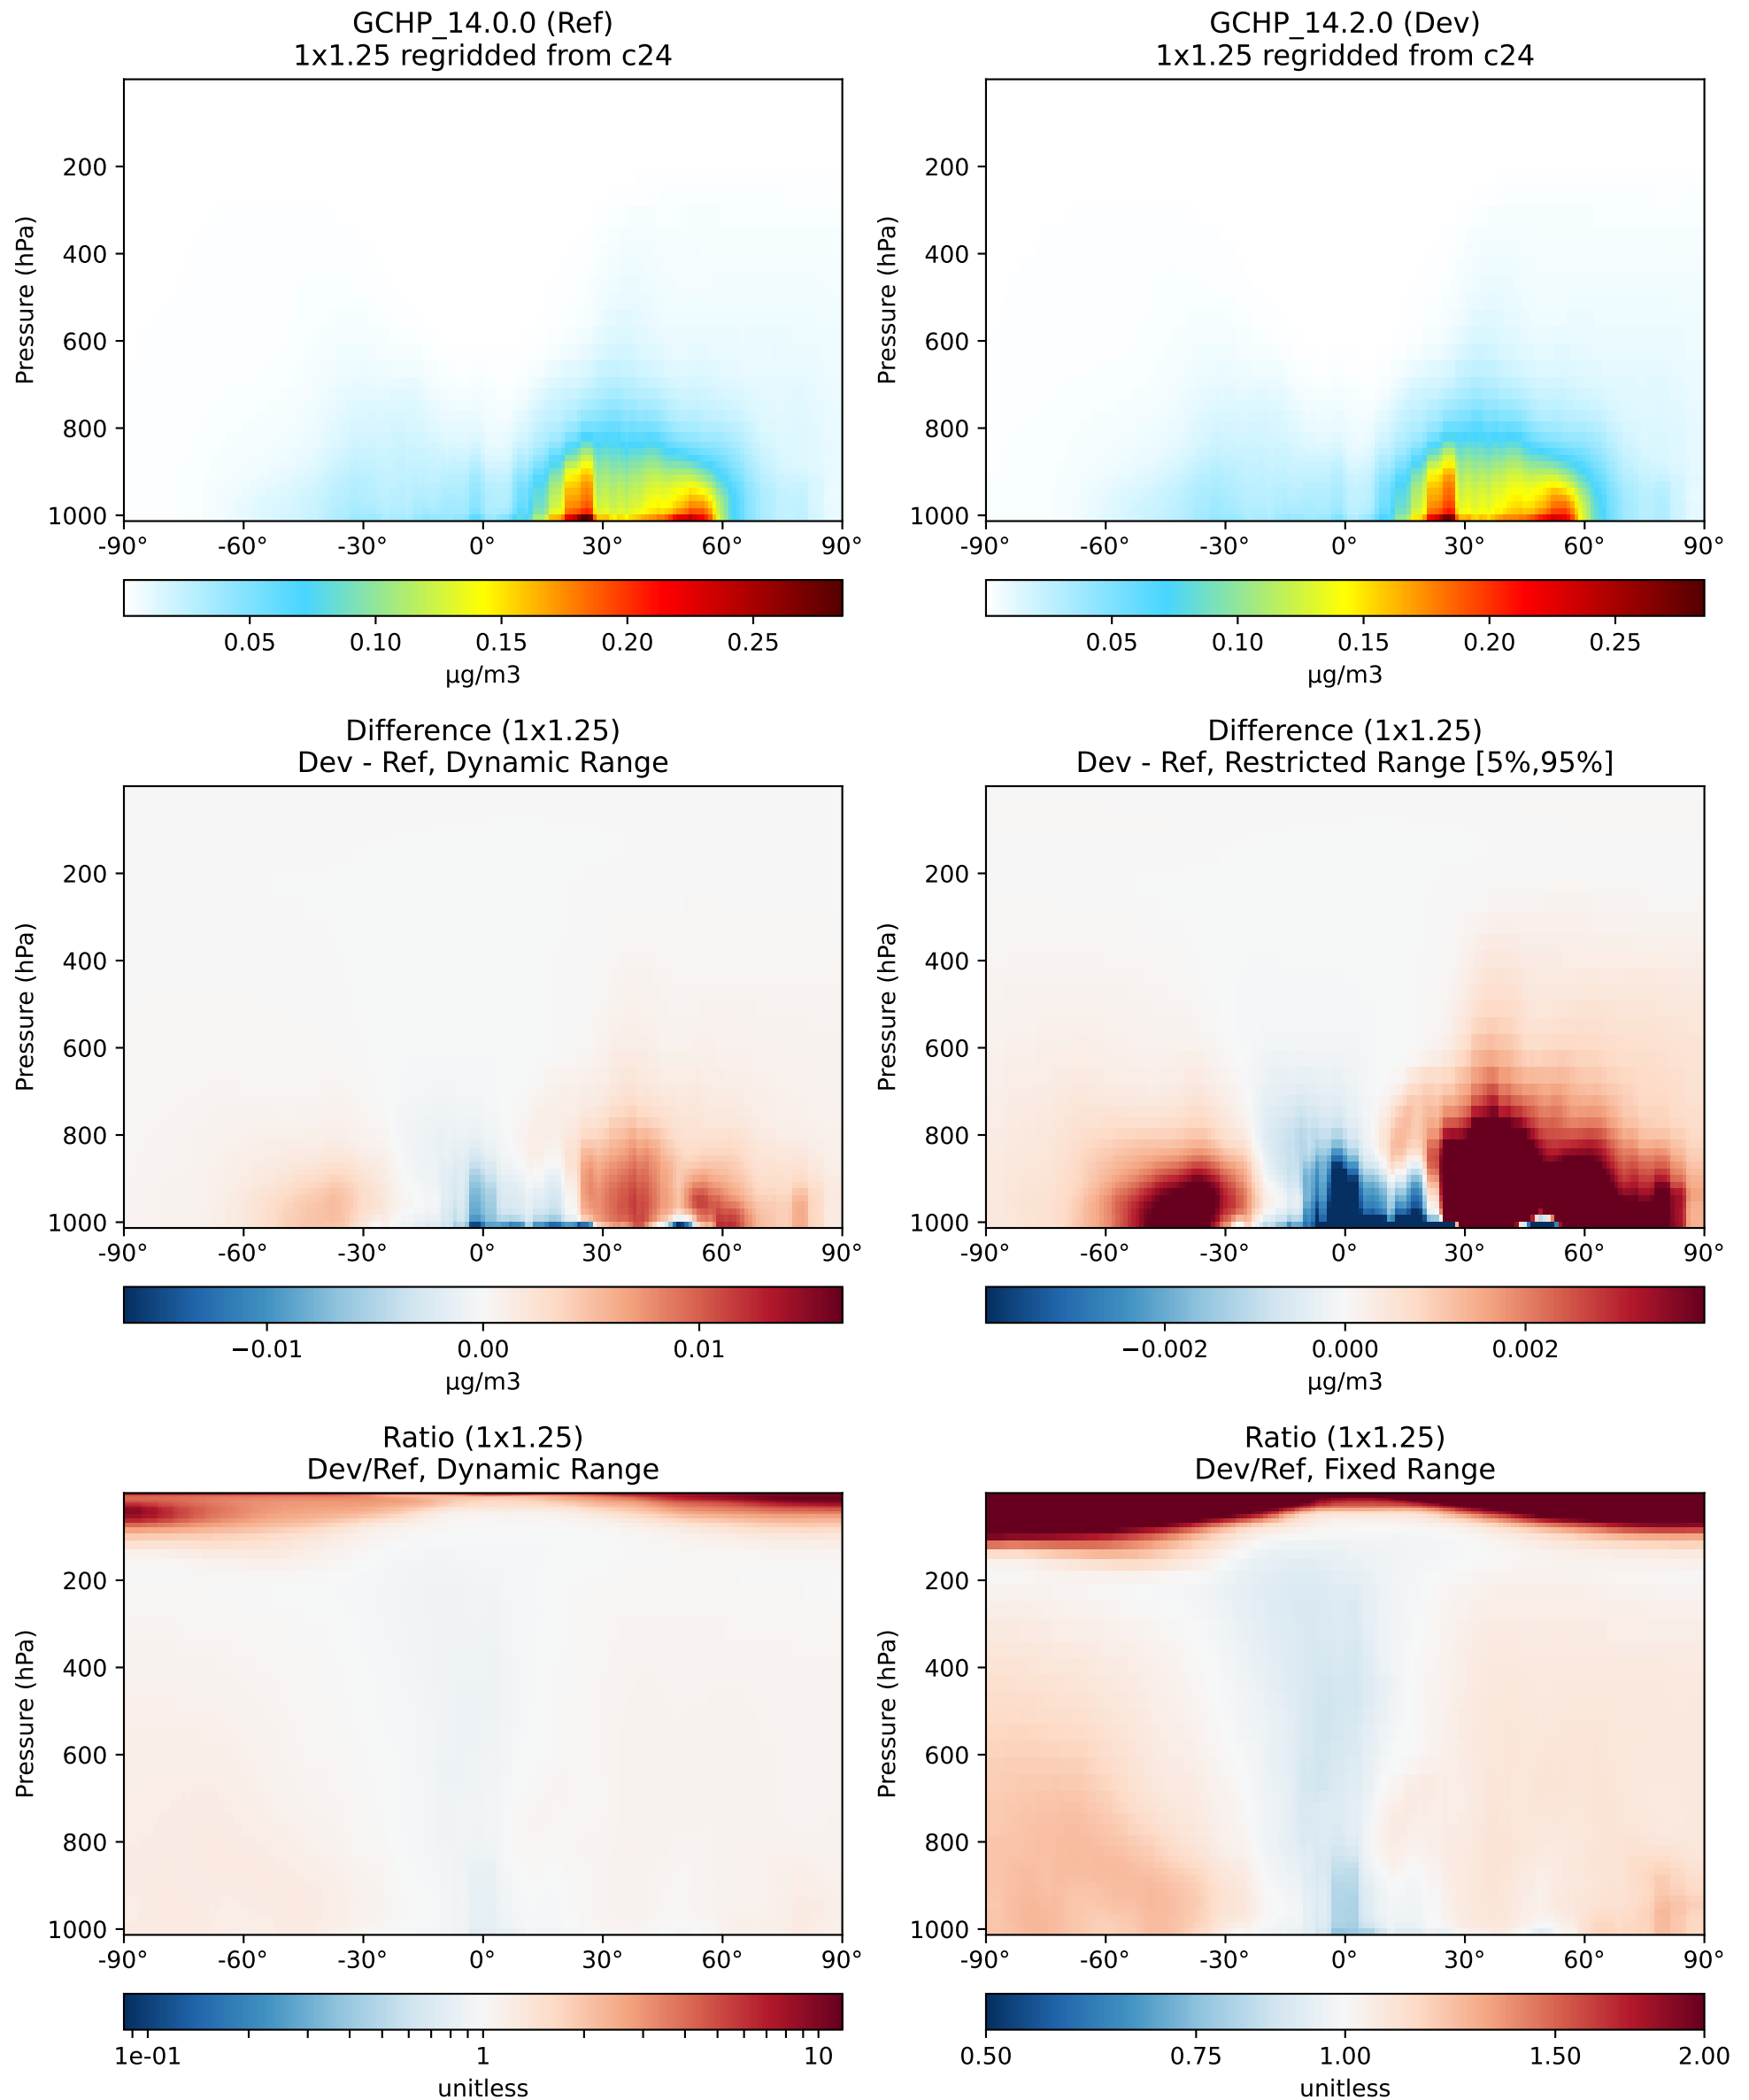 GCHP_14.0.0 (Ref)
1x1.25 regridded from c24
GCHP_14.2.0 (Dev)
1x1.25 regridded from c24
Pressure (hPa)
200
400
600
800
1000
-90° -60° -30° 0° 30° 60° 90°
0.05 0.10 0.15 0.20 0.25
µg/m3
Pressure (hPa)
200
400
600
800
1000
-90° -60° -30° 0° 30° 60° 90°
0.05 0.10 0.15 0.20 0.25
µg/m3
Difference (1x1.25)
Dev - Ref, Dynamic Range
Pressure (hPa)
200
400
600
800
1000
-90° -60° -30° 0° 30° 60° 90°
−0.01 0.00 0.01
µg/m3
Difference (1x1.25)
Dev - Ref, Restricted Range [5%,95%]
Pressure (hPa)
200
400
600
800
1000
-90° -60° -30° 0° 30° 60° 90°
−0.002 0.000 0.002
µg/m3
Ratio (1x1.25)
Dev/Ref, Dynamic Range
Pressure (hPa)
200
400
600
800
1000
-90° -60° -30° 0° 30° 60° 90°
1e-01 1 10
unitless
Ratio (1x1.25)
Dev/Ref, Fixed Range
Pressure (hPa)
200
400
600
800
1000
-90° -60° -30° 0° 30° 60° 90°
0.50 0.75 1.00 1.50 2.00
unitless